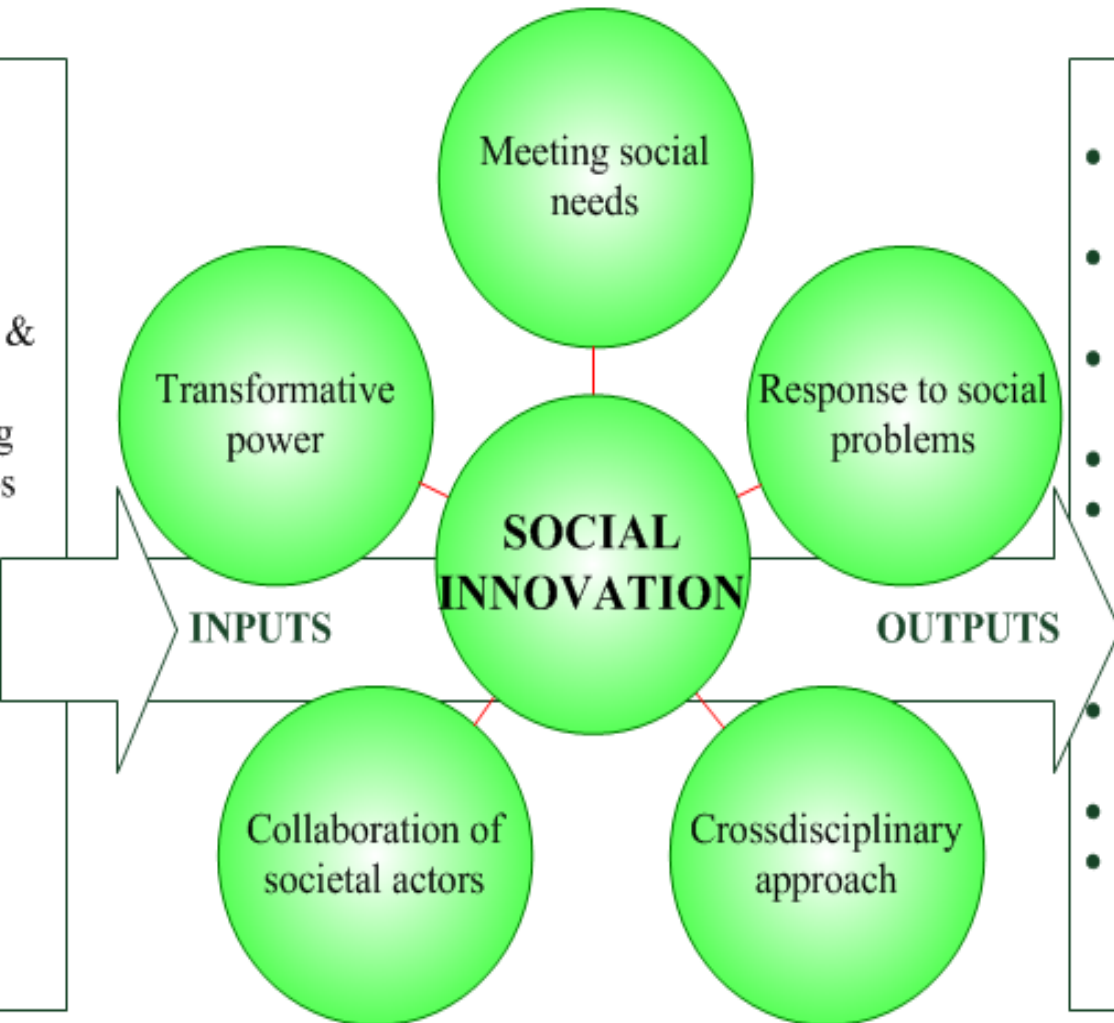 &
Meeting social
needs
Transformative
power
Response to social
problems
SOCIAL
INNOVATION
INPUTS
OUTPUTS
Collaboration of
societal actors
Crossdisciplinary
approach